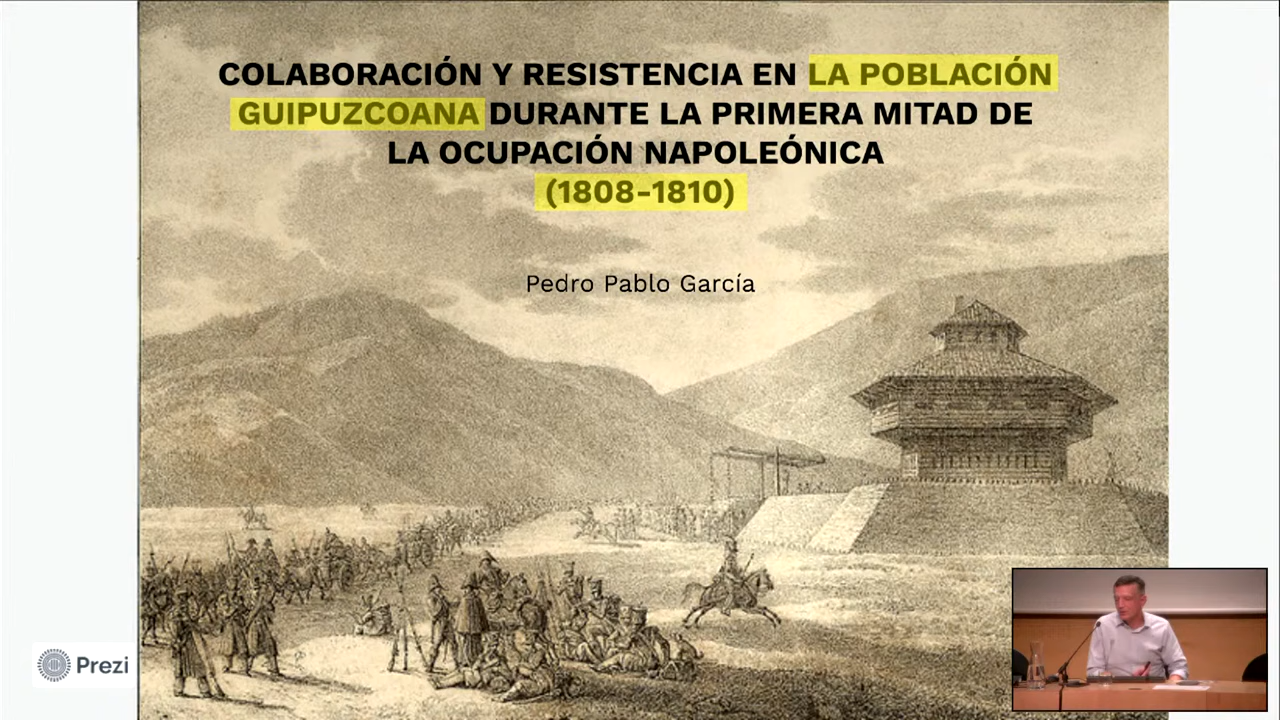 COLABORACIÓN Y RESISTENCIA EN LA POBLACIÓN
GUIPUZCOANA DURANTE LA PRIMERA MITAD DE
LA OCUPACIÓN NAPOLEÓNICA
(1808-1810)
Pedro Pablo García
Prezi